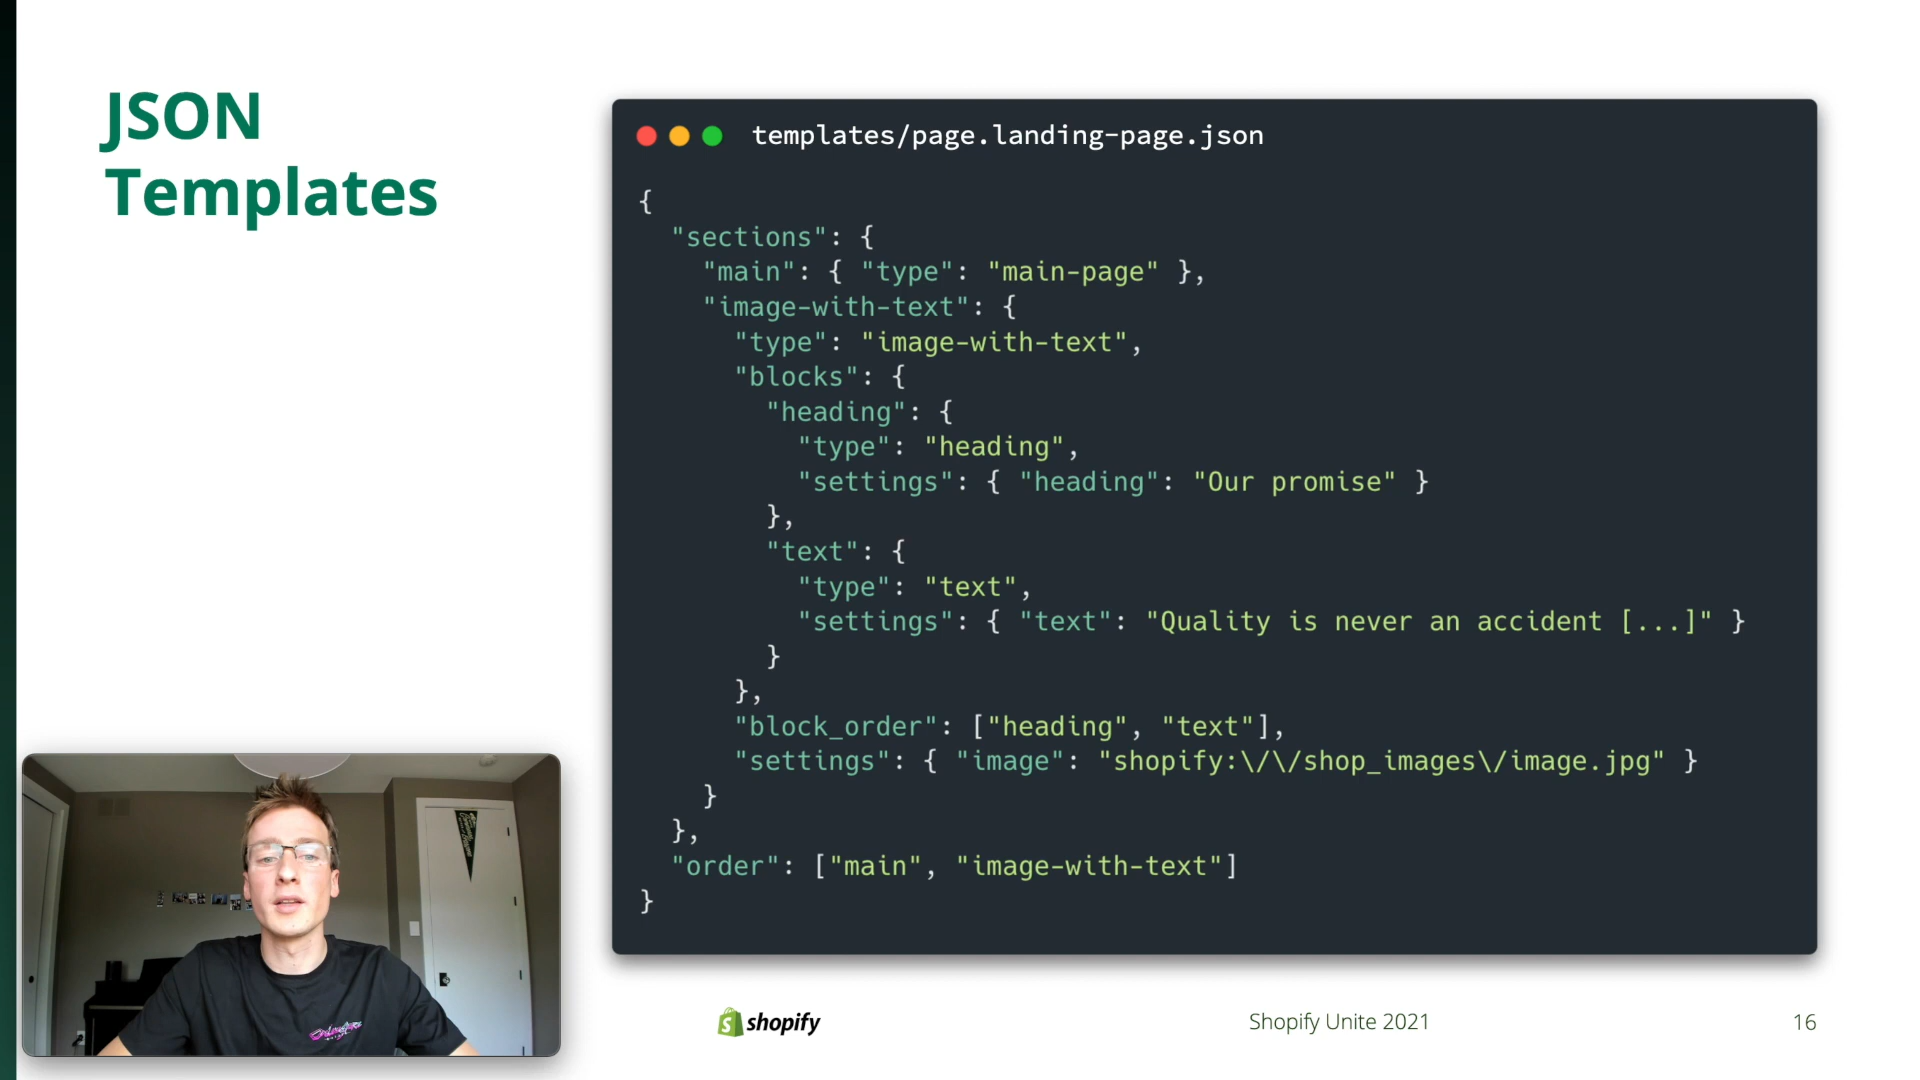 JSON
Templates
templates/page.landing-page.json
{
"sections": {
"main": { "type": "main-page" },
"image-with-text": {
"type": "image-with-text",
"blocks": {
"heading": {
"type": "heading",
"settings": { "heading": "Our promise" }
},
"text": {
"type": "text",
"settings": { "text": "Quality is never an accident [...]" }
}
},
"block_order": ["heading", "text"],
"settings": { "image": "shopify:\/\/shop_images\/image.jpg" }
}
},
"order": ["main", "image-with-text"]
}
shopify
Shopify Unite 2021
16